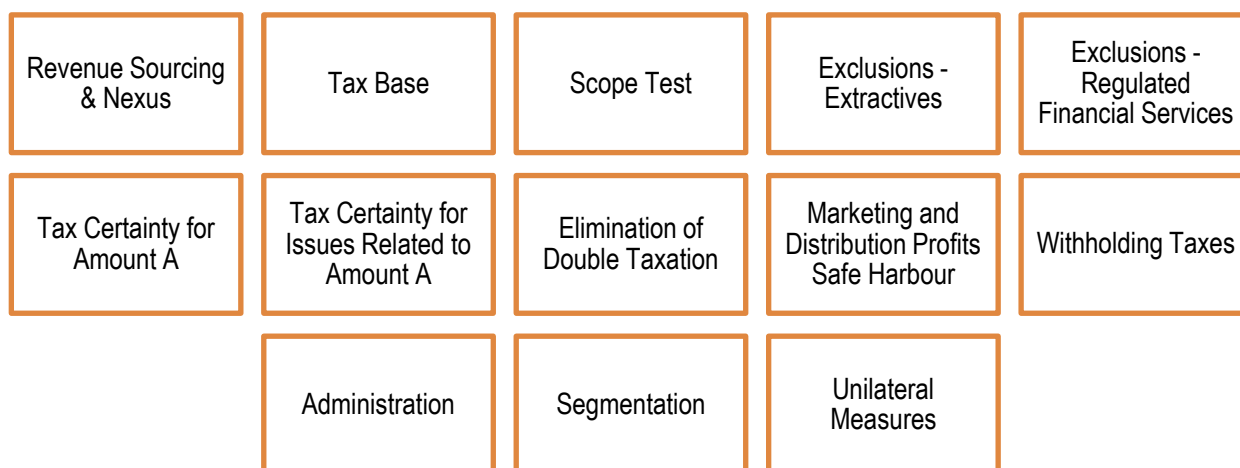 Revenue Sourcing
& Nexus
Tax Base
Scope Test
Exclusions -
Extractives
Exclusions -
Regulated
Financial Services
Tax Certainty for
Amount A
Tax Certainty for
Issues Related to
Amount A
Elimination of
Double Taxation
Marketing and
Distribution Profits
Safe Harbour
Withholding Taxes
Administration
Segmentation
Unilateral
Measures